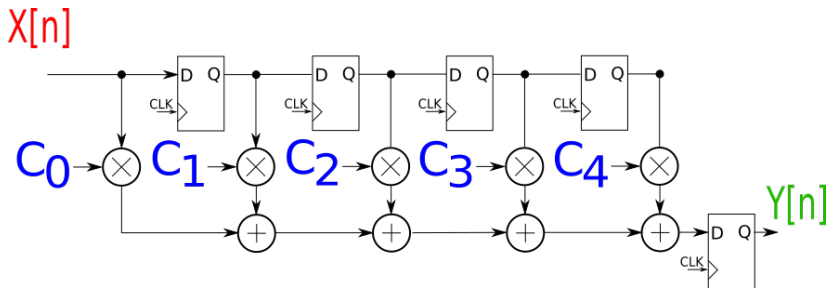 X[n]
D Q D Q D Q D Q
CLK CLK CLK CLK
C0 C1 C2 C3 C4
Y[n]
D Q
CLK